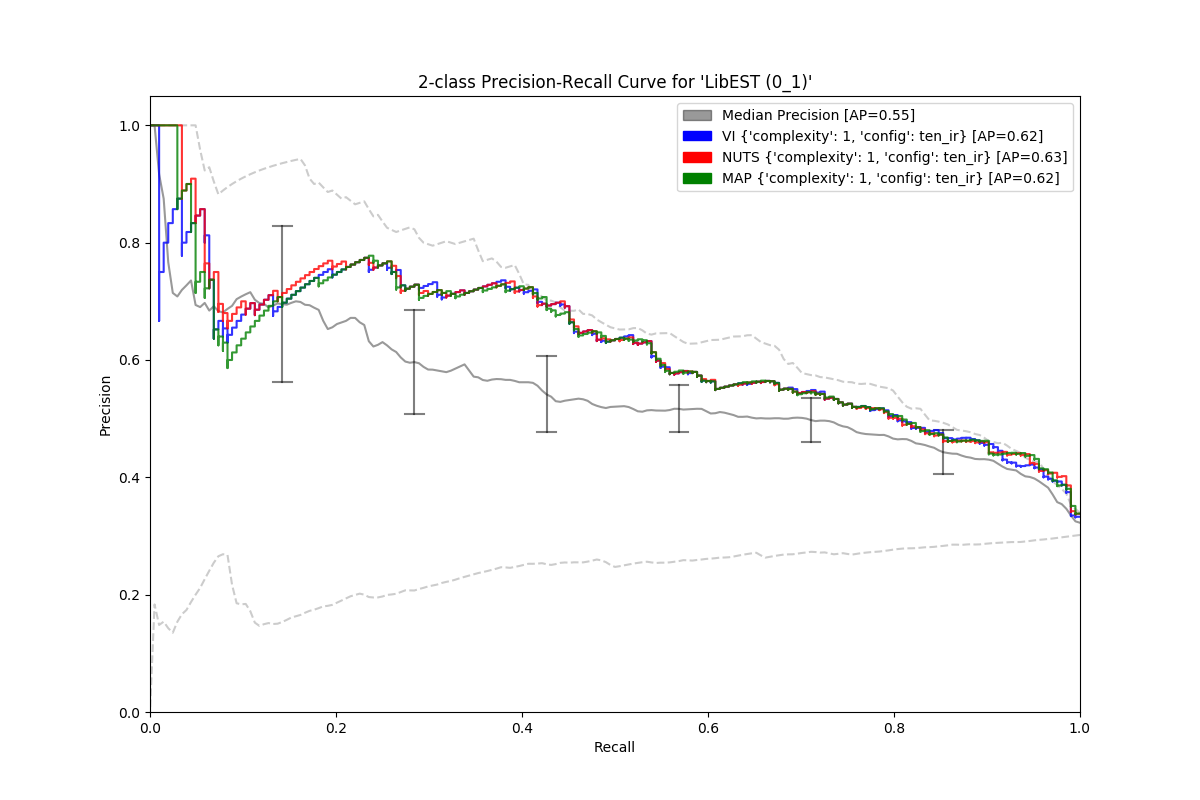 2-class Precision-Recall Curve for 'LibEST (0_1)'
Median Precision [AP=0.55]
VI {'complexity': 1, 'config': ten_ir} [AP=0.62]
NUTS {'complexity': 1, 'config': ten_ir} [AP=0.63]
MAP {'complexity': 1, 'config': ten_ir} [AP=0.62]
Precision
1.0
0.8
0.6
0.4
0.2
0.0
0.0 0.2 0.4 0.6 0.8 1.0
Recall